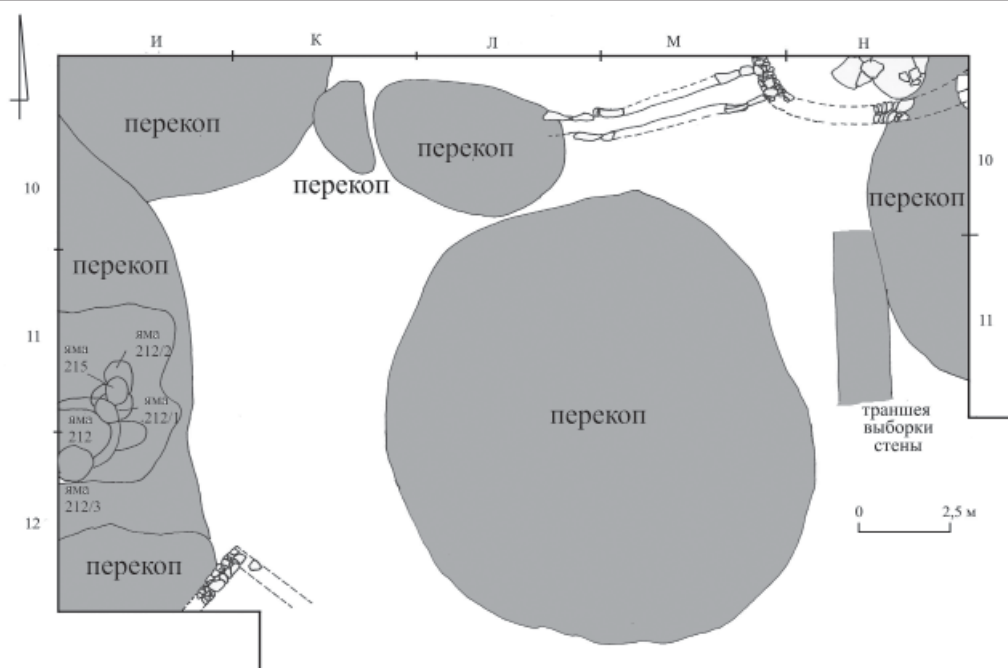 И К Л М Н
перекоп
перекоп
перекоп
10
10
перекоп
перекоп
11
11
яма
212/2
яма
215
яма
212/1
яма
212
яма
212/3
перекоп
траншея
выборки
стены
0 2,5 м
12
перекоп